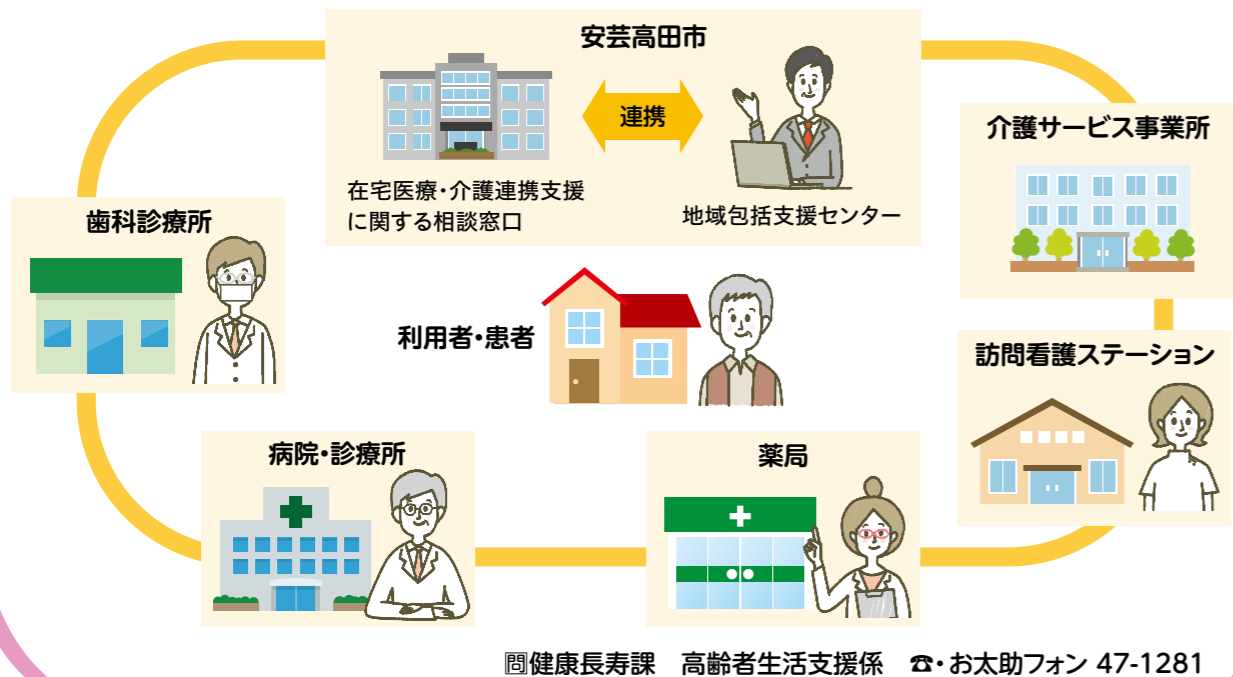 安芸高田市
連携
在宅医療・介護連携支援
に関する相談窓口
地域包括支援センター
介護サービス事業所
歯科診療所
利用者・患者
訪問看護ステーション
病院・診療所
薬局
問健康長寿課 高齢者生活支援係 ☎・お太助フォン 47-1281